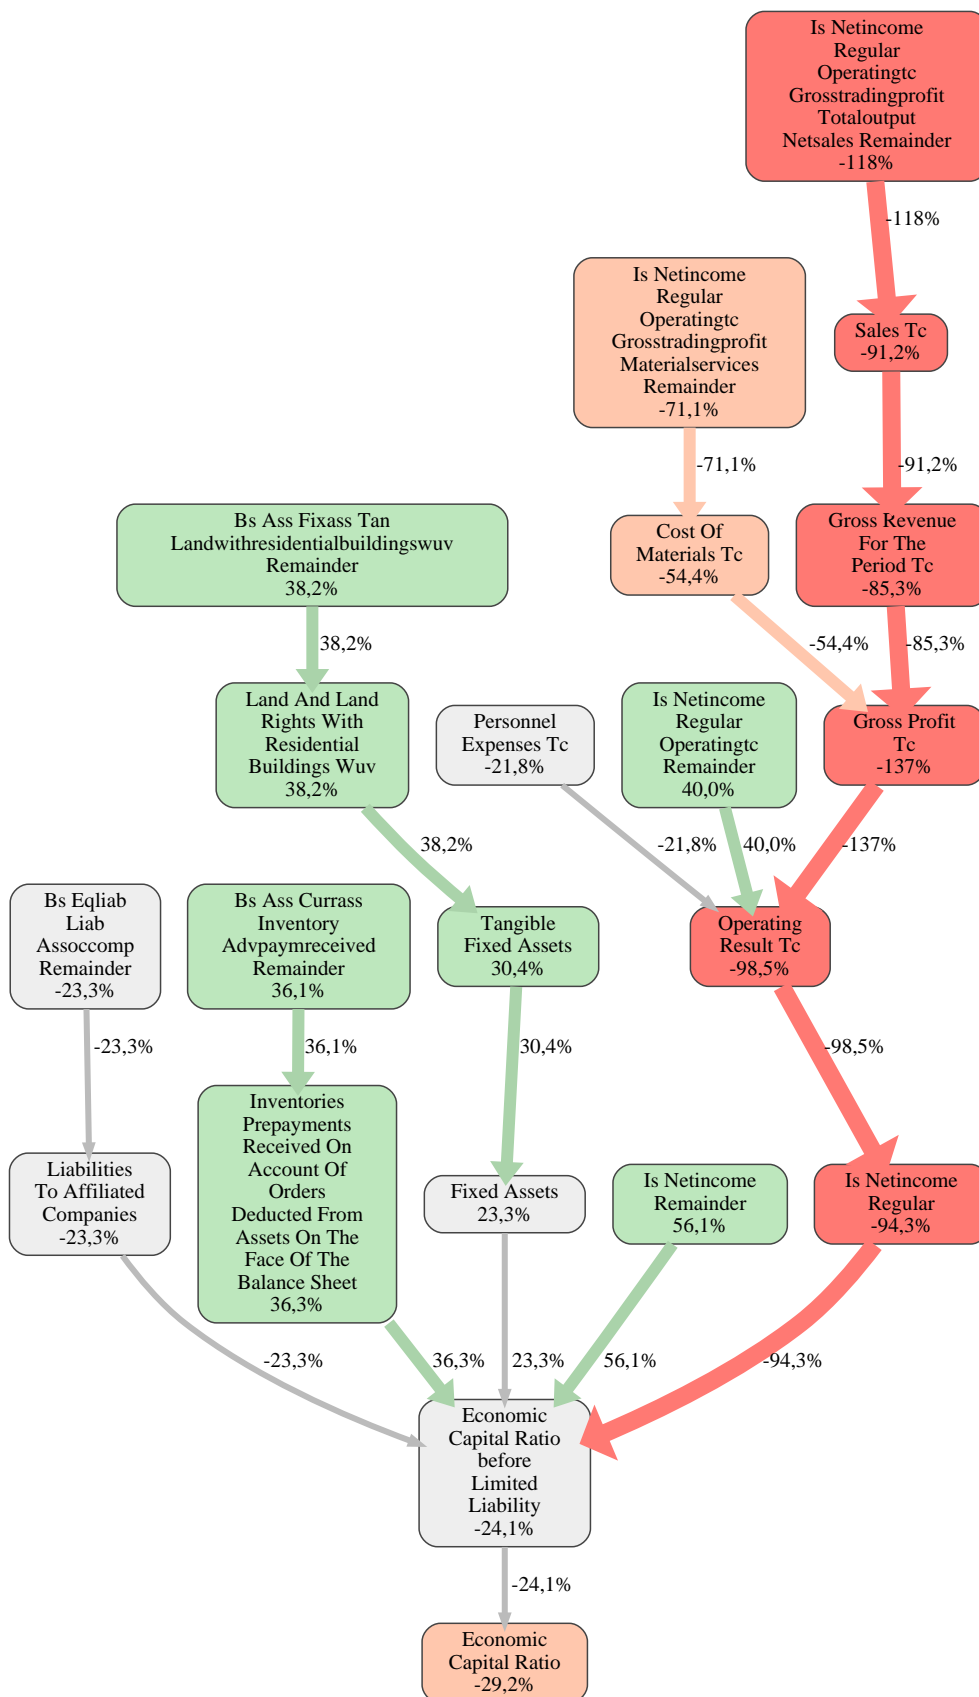 Is Netincome
Regular
Operatingtc
Grosstradingprofit
Totaloutput
Netsales Remainder
-118%
-118%
Is Netincome
Regular
Operatingtc
Grosstradingprofit
Materialservices
Remainder
-71,1%
Sales Tc
-91,2%
-71,1%
-91,2%
Bs Ass Fixass Tan
Landwithresidentialbuildingswuv
Remainder
38,2%
Cost Of
Materials Tc
-54,4%
Gross Revenue
For The
Period Tc
-85,3%
38,2%
-54,4%
-85,3%
Land And Land
Rights With
Residential
Buildings Wuv
38,2%
Personnel
Expenses Tc
-21,8%
Is Netincome
Regular
Operatingtc
Remainder
40,0%
Gross Profit
Tc
-137%
38,2%
-21,8%
40,0%
-137%
Bs Eqliab
Liab
Assoccomp
Remainder
-23,3%
Bs Ass Currass
Inventory
Advpaymreceived
Remainder
36,1%
Tangible
Fixed Assets
30,4%
Operating
Result Tc
-98,5%
-23,3%
36,1%
30,4%
-98,5%
Liabilities
To Affiliated
Companies
-23,3%
Inventories
Prepayments
Received On
Account Of
Orders
Deducted From
Assets On The
Face Of The
Balance Sheet
36,3%
Fixed Assets
23,3%
Is Netincome
Remainder
56,1%
Is Netincome
Regular
-94,3%
-23,3%
36,3%
23,3%
56,1%
-94,3%
Economic
Capital Ratio
before
Limited
Liability
-24,1%
-24,1%
Economic
Capital Ratio
-29,2%